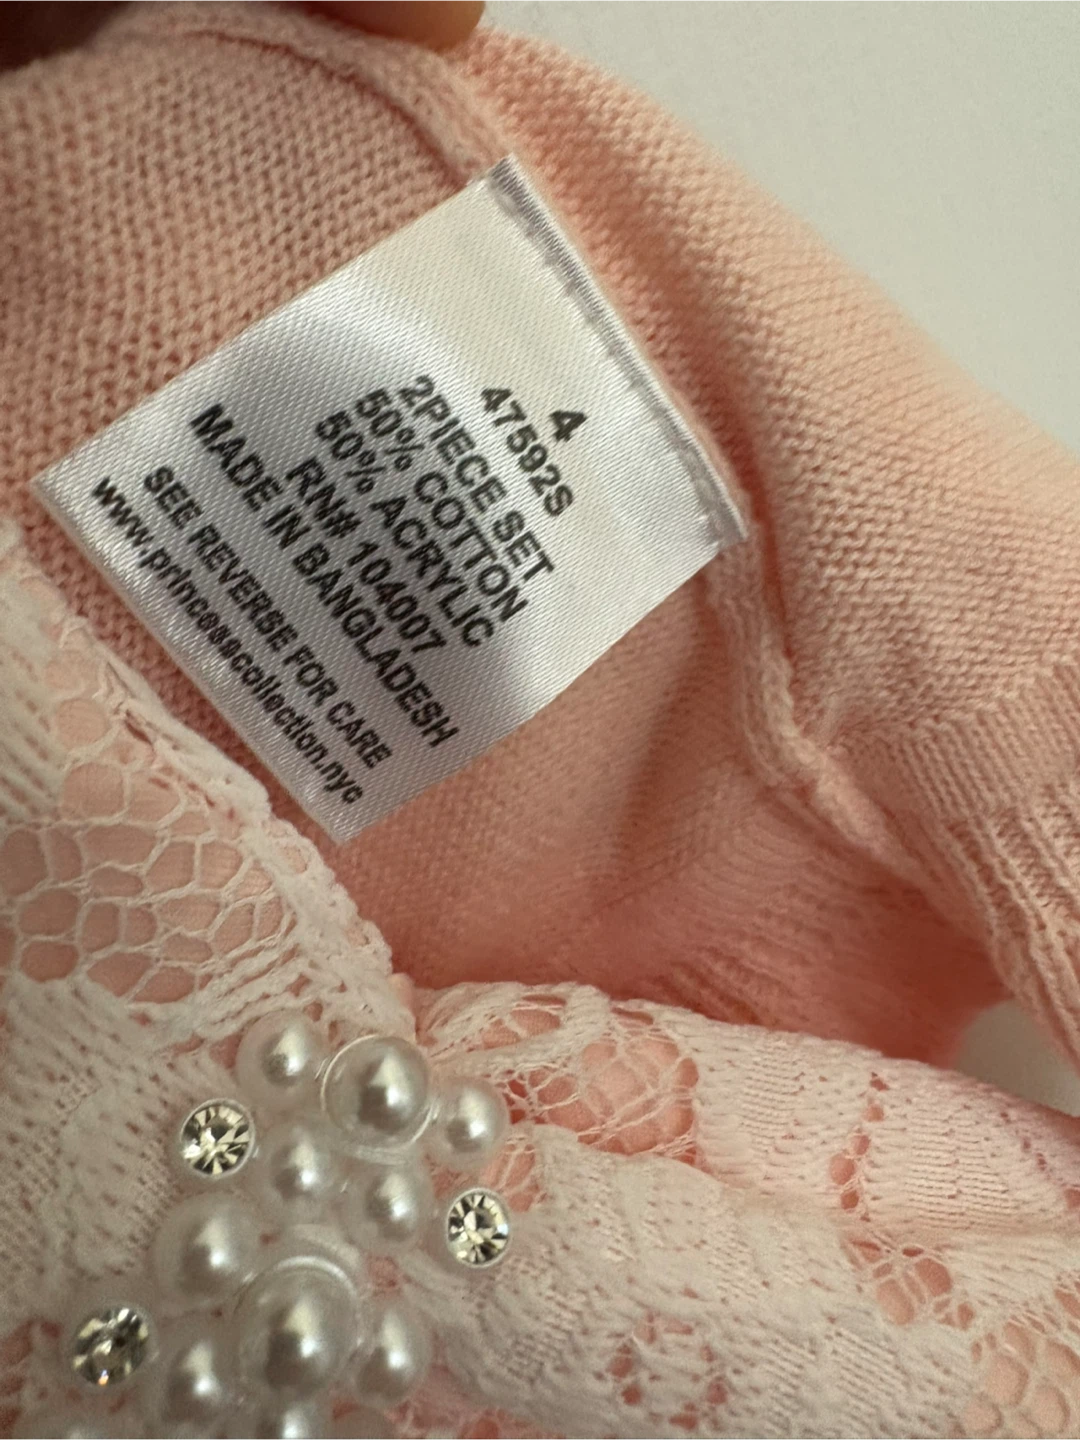 4
47592S
2PIECE SET
50% COTTON
50% ACRYLIC
RN# 104007
MADE IN BANGLADESH
SEE REVERSE FOR CARE
www.princesscollection.nyc